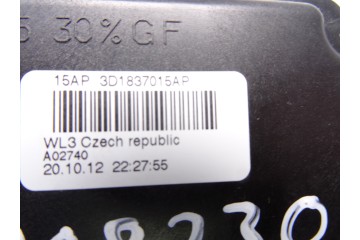 5 30%GF
15AP 3D1837015AP
WL3 Czech republic
A02740
20.10.12 22:27:55